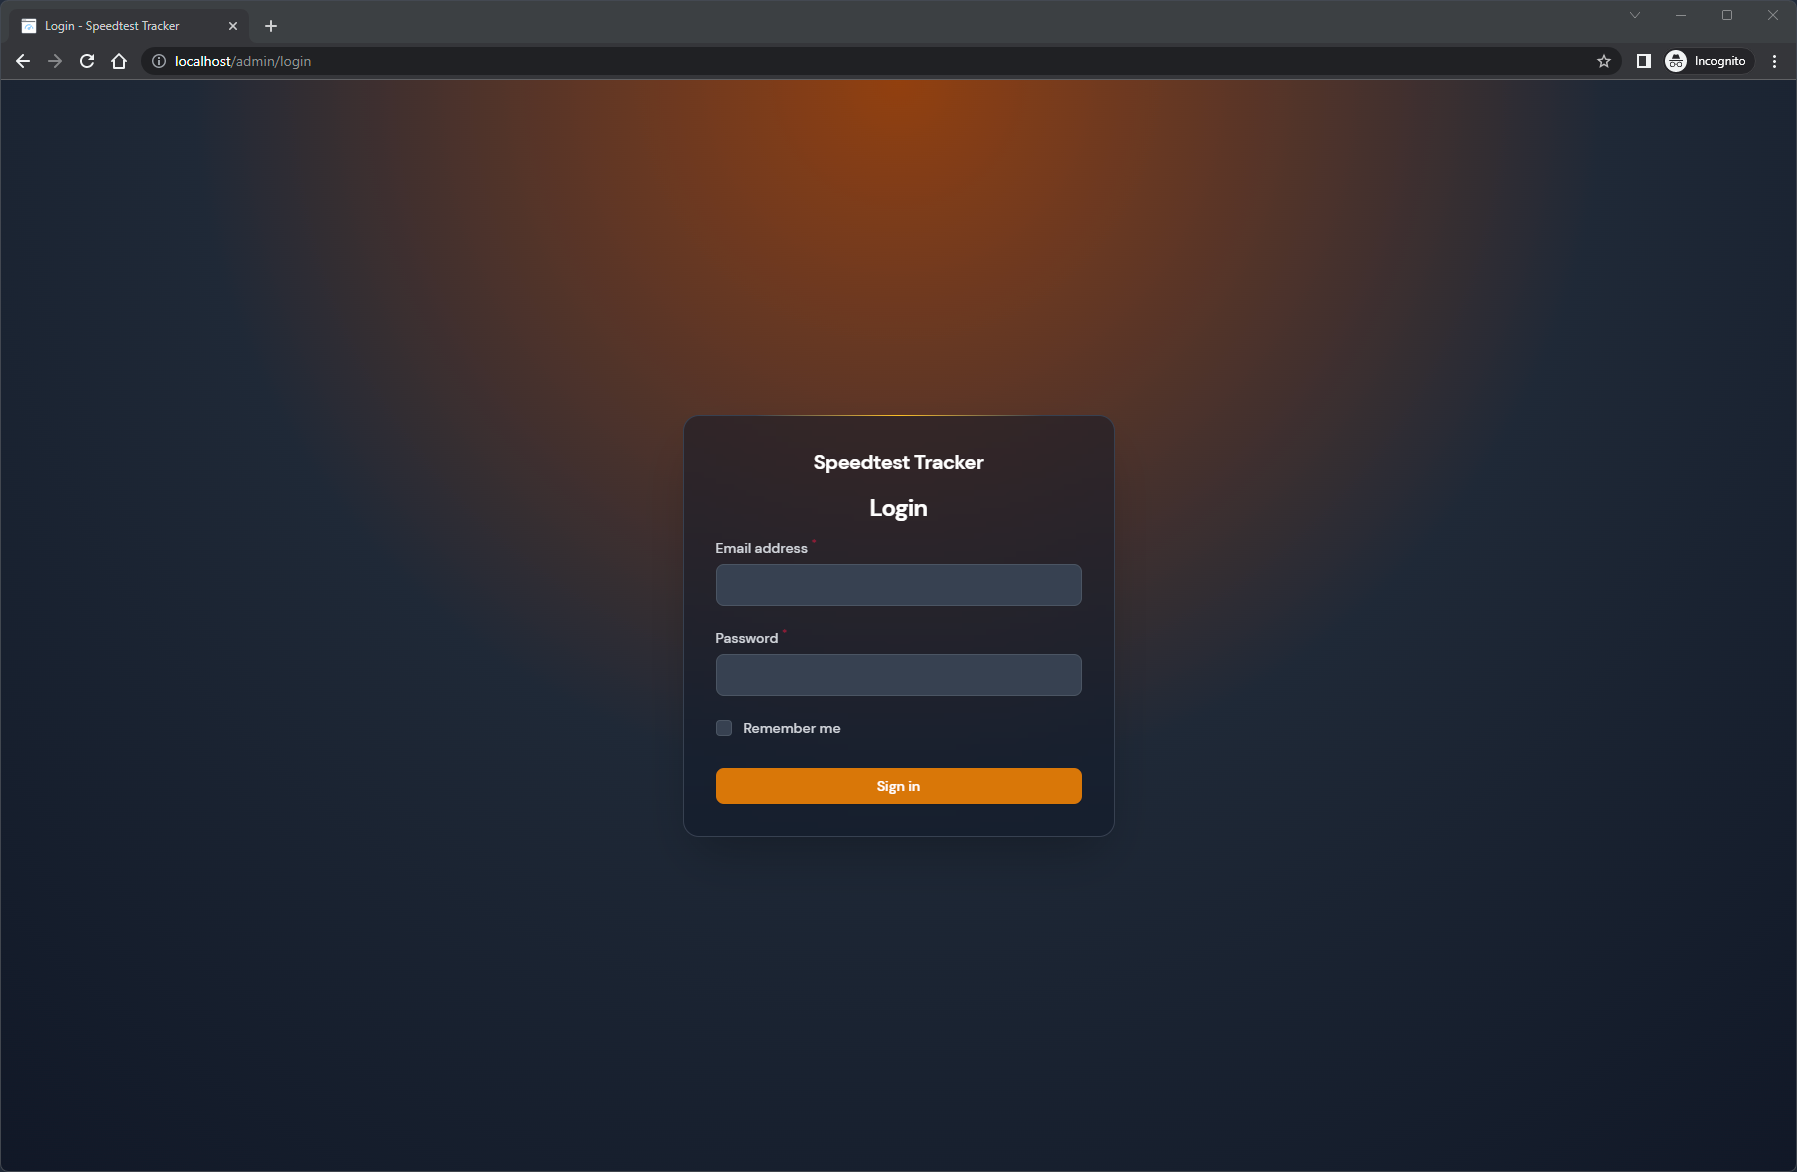 Login - Speedtest Tracker
localhost/admin/login
Incognito
Speedtest Tracker
Login
Email address *
Password *
Remember me
Sign in